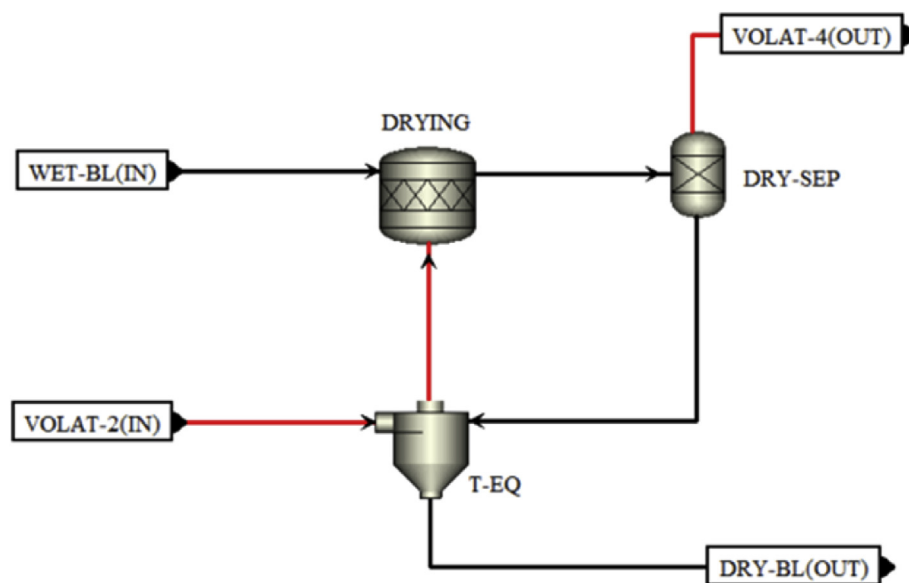 VOLAT-4(OUT)
DRYING
WET-BL(IN)
DRY-SEP
VOLAT-2(IN)
T-EQ
DRY-BL(OUT)